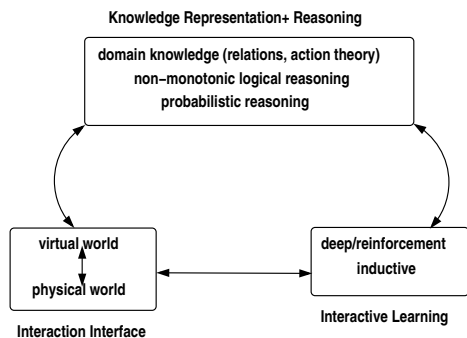 Knowledge Representation+ Reasoning
domain knowledge (relations, action theory)
non−monotonic logical reasoning
probabilistic reasoning
virtual world
physical world
Interaction Interface
deep/reinforcement
inductive
Interactive Learning